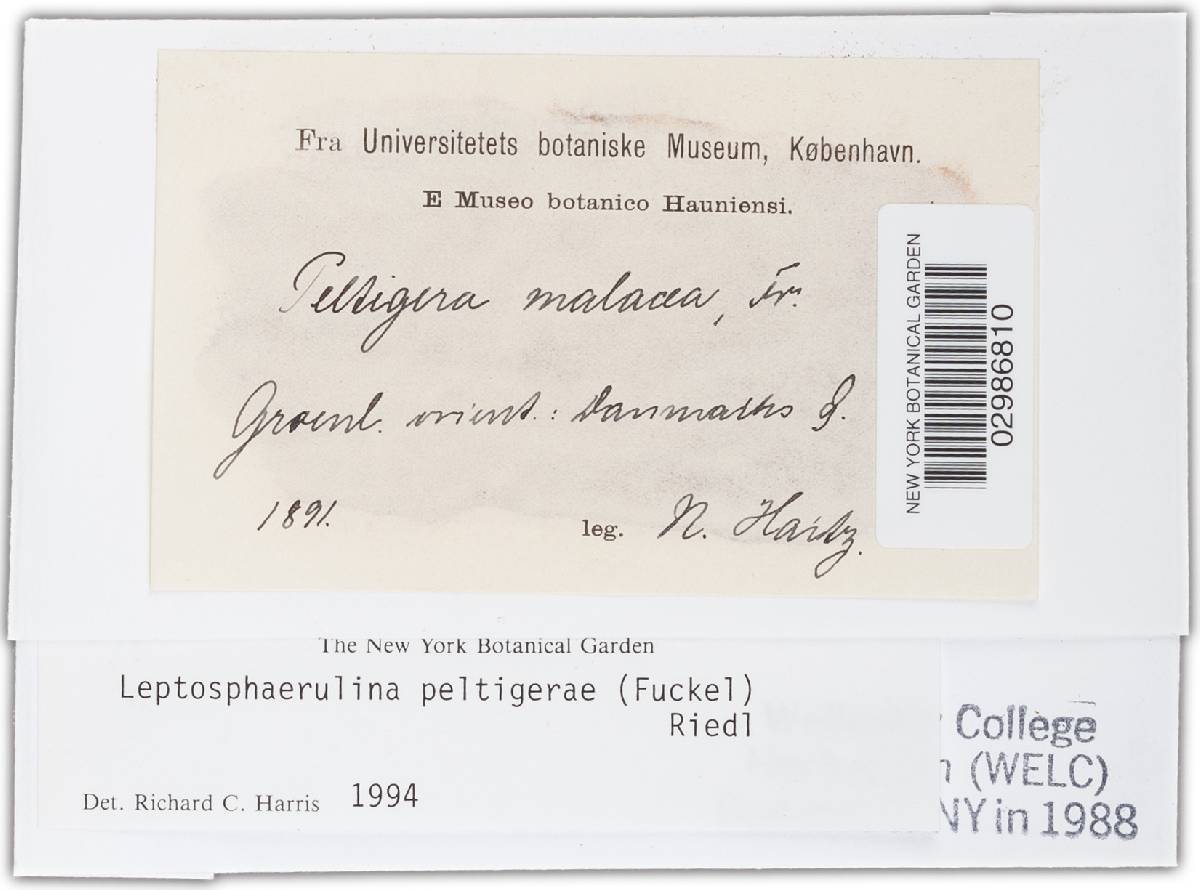 Fra Universitetets botaniske Museum, København.
E Museo botanico Hauniensi.
Peltigera malacea, Fr.
Groenl. orient.: Danmarks Ø.
1891.
leg. N. Hartz.
NEW YORK BOTANICAL GARDEN
02986810
The New York Botanical Garden
Leptosphaerulina peltigerae (Fuckel)
Riedl
Det. Richard C. Harris 1994
College
(WELC)
NY in 1988